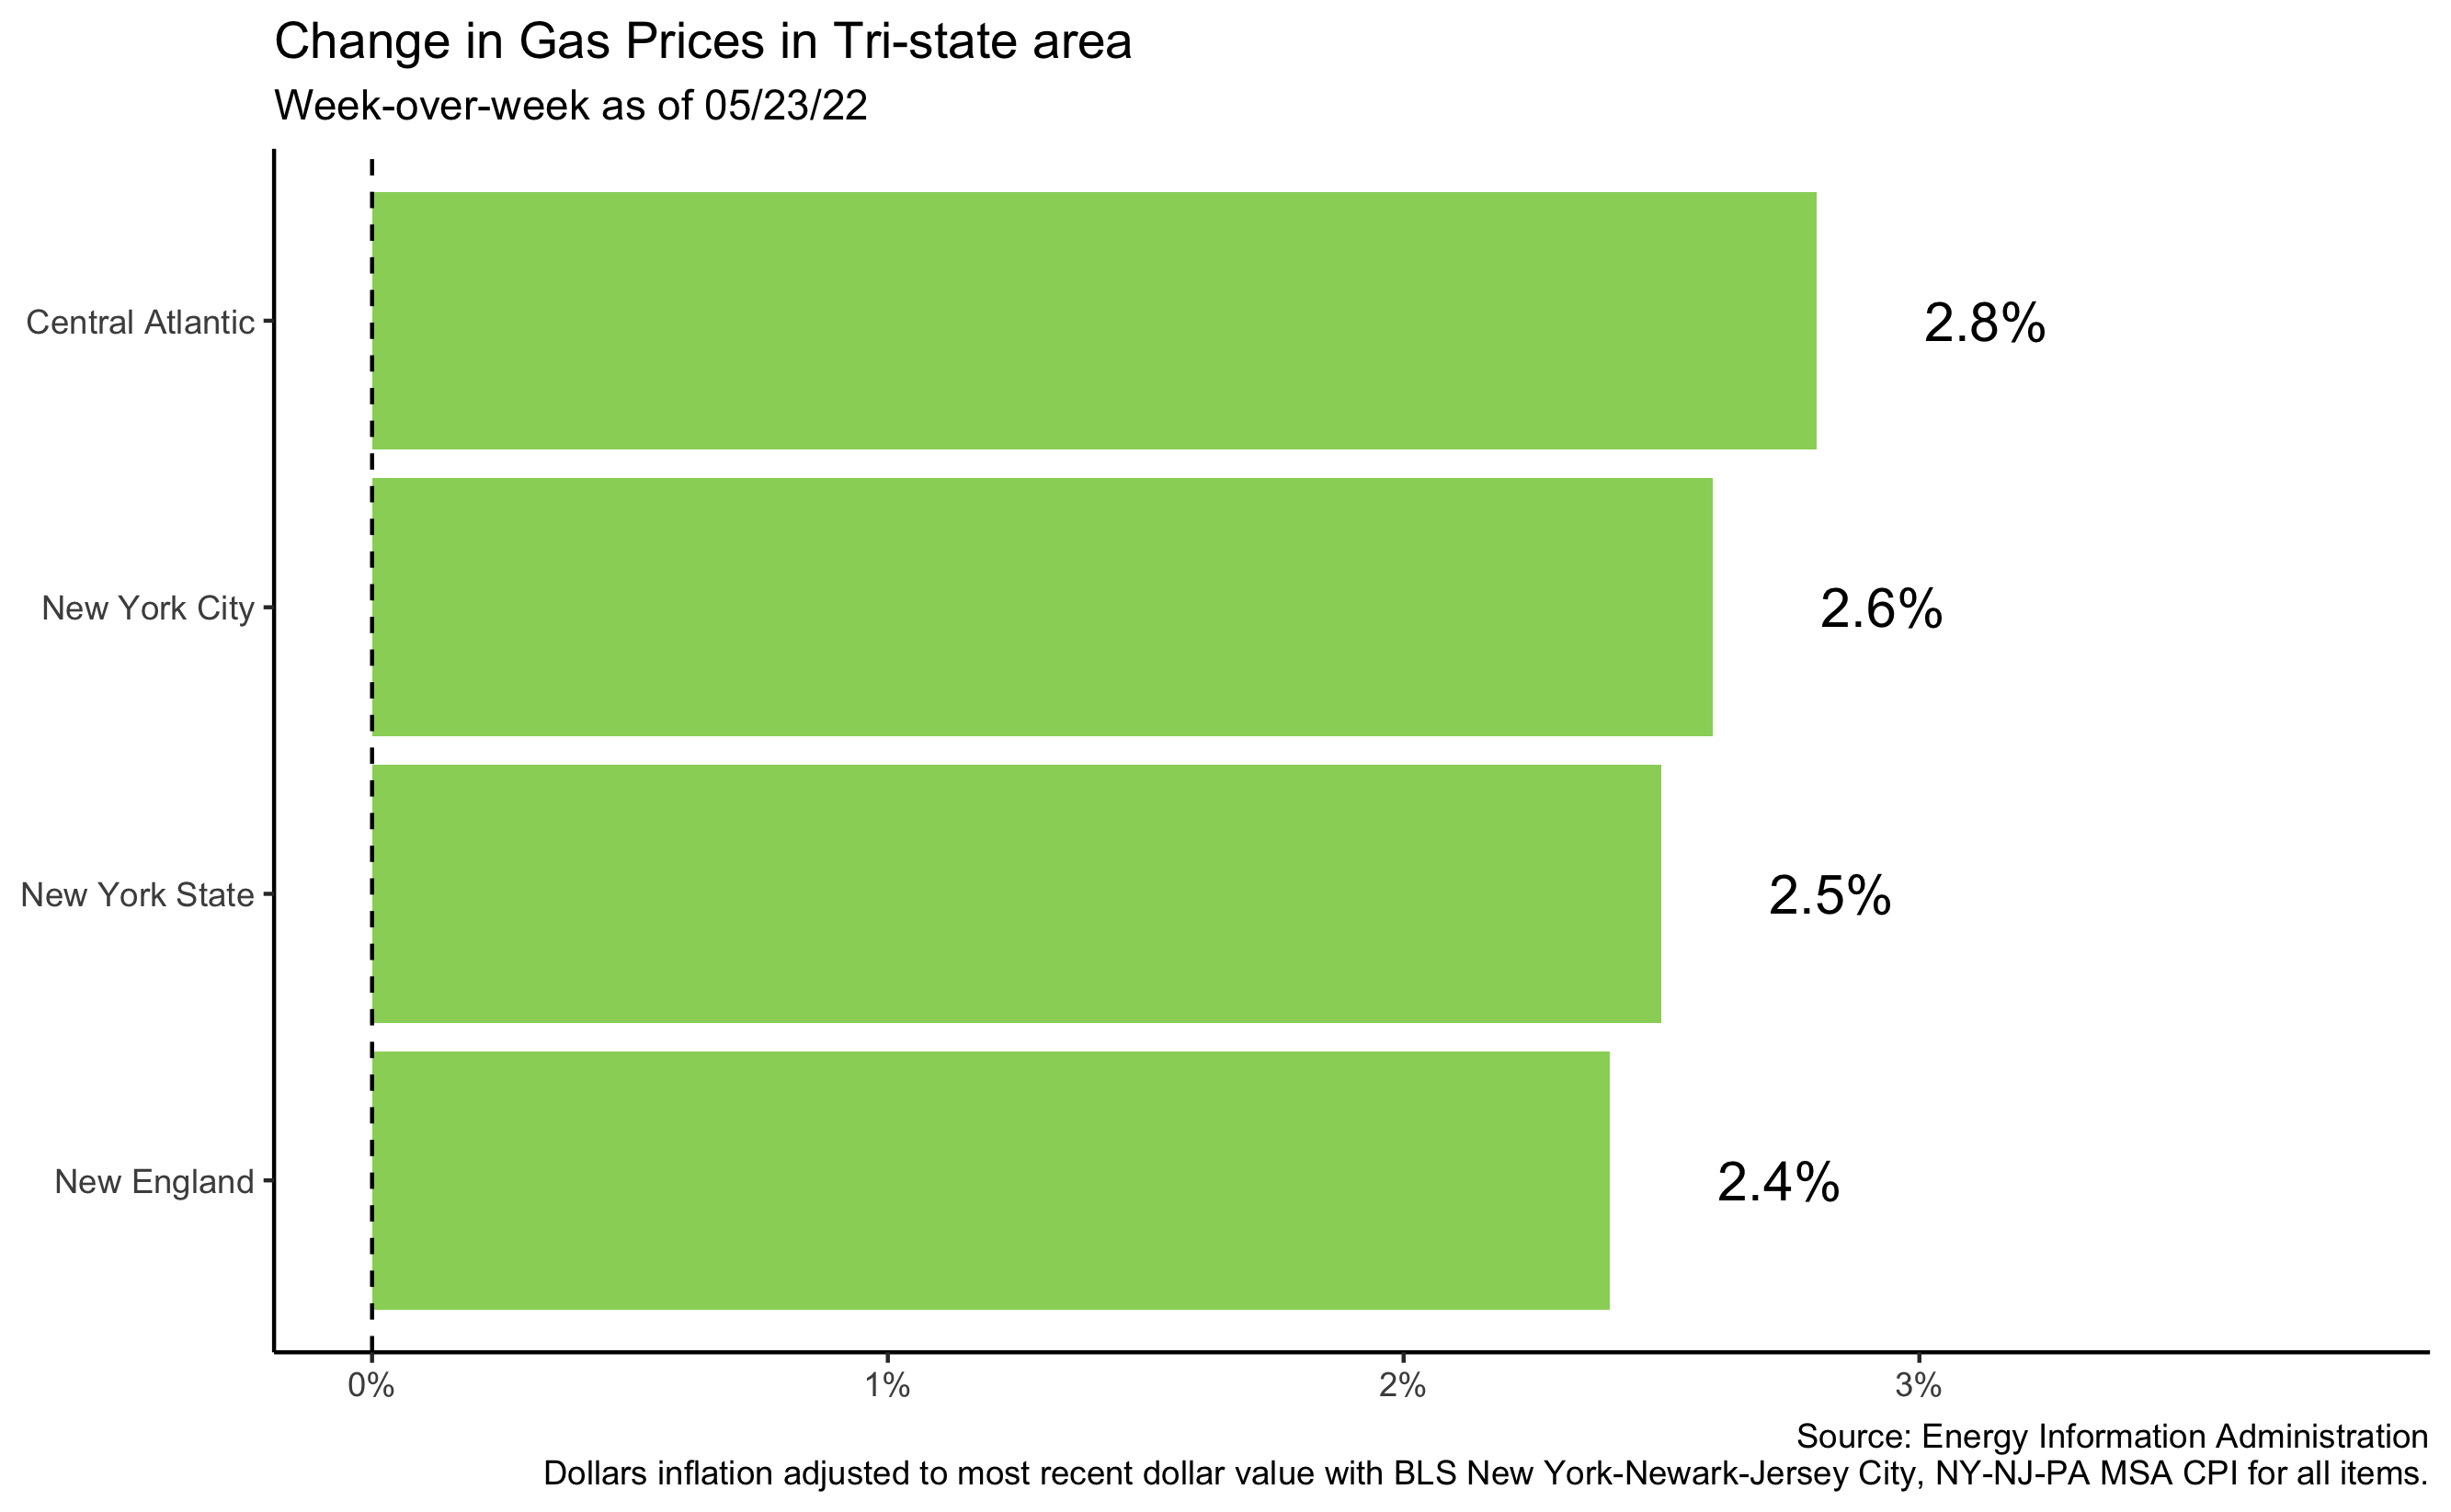 Change in Gas Prices in Tri-state area
Week-over-week as of 05/23/22
Central Atlantic
2.8%
New York City
2.6%
New York State
2.5%
New England
2.4%
0%
1%
2%
3%
Source: Energy Information Administration
Dollars inflation adjusted to most recent dollar value with BLS New York-Newark-Jersey City, NY-NJ-PA MSA CPI for all items.